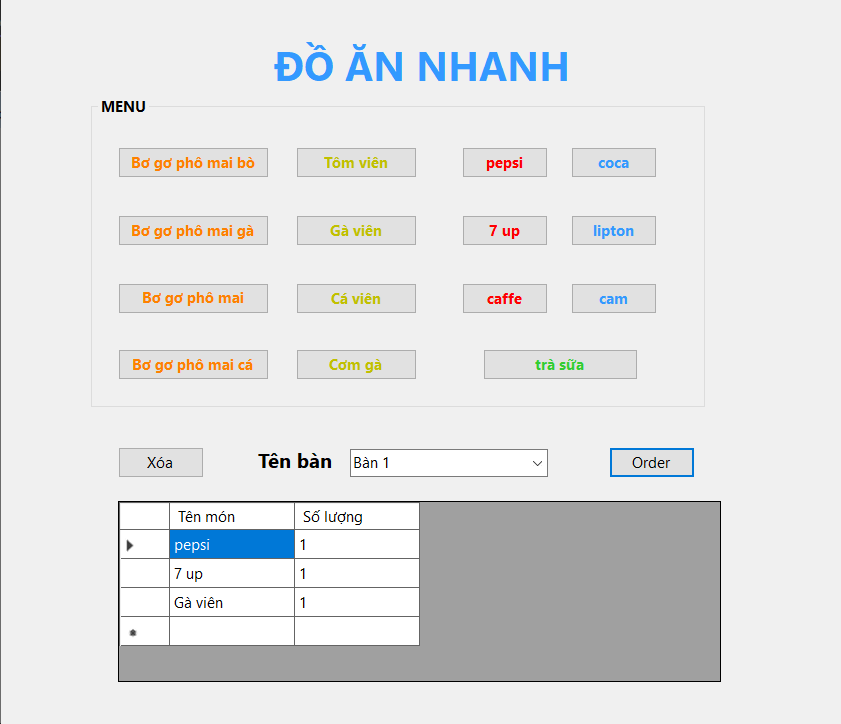 ĐỒ ĂN NHANH
MENU
Bơ gơ phô mai bò Tôm viên pepsi coca
Bơ gơ phô mai gà Gà viên 7 up lipton
Bơ gơ phô mai Cá viên caffe cam
Bơ gơ phô mai cá Cơm gà trà sữa
Xóa Tên bàn Bàn 1 Order
Tên món Số lượng
pepsi 1
7 up 1
Gà viên 1